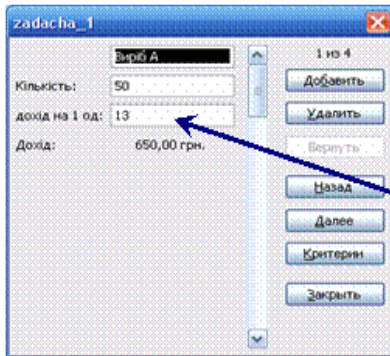 zadacha_1
Виріб А
1 из 4
Кількість: 50
Добавить
дохід на 1 од: 13
Удалить
Дохід: 650,00 грн.
Вернуть
Назад
Далее
Критерии
Закрыть